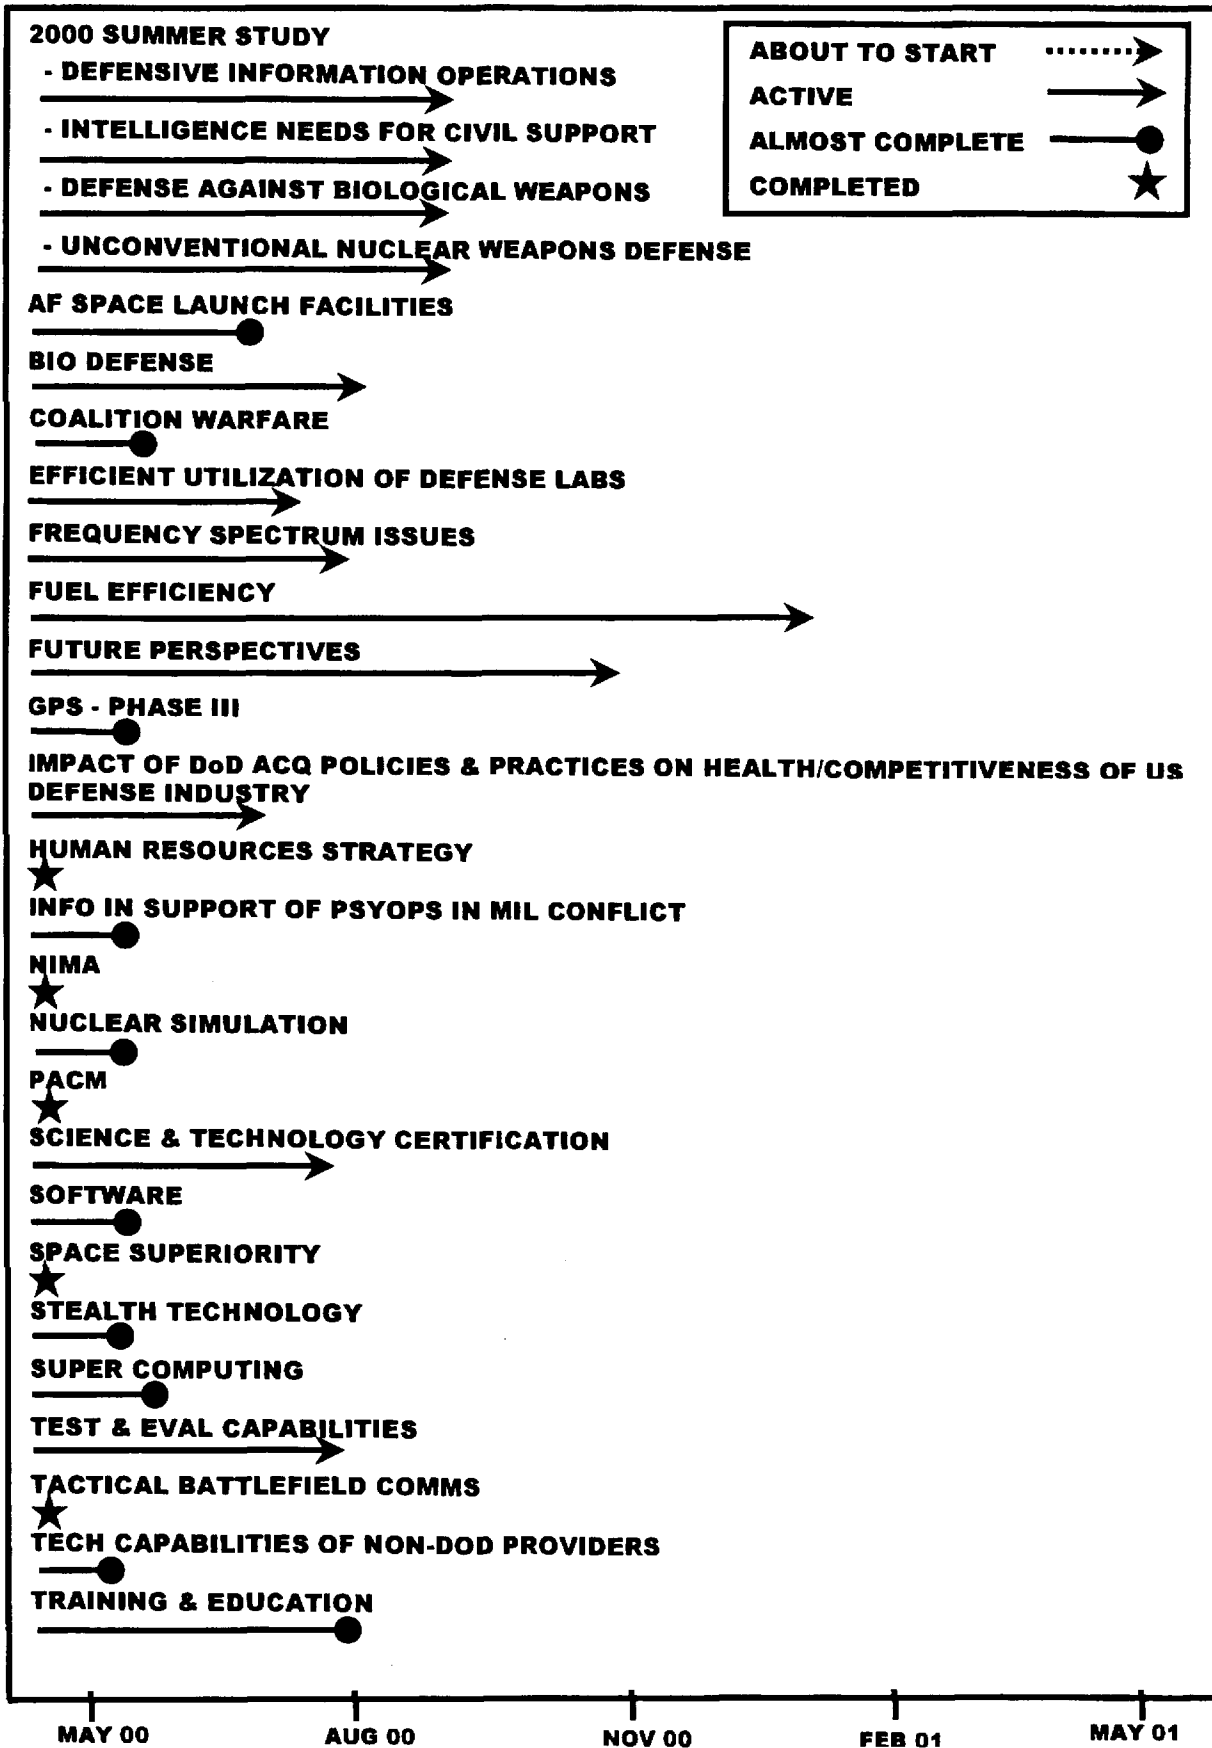 2000 SUMMER STUDY
- DEFENSIVE INFORMATION OPERATIONS
- INTELLIGENCE NEEDS FOR CIVIL SUPPORT
- DEFENSE AGAINST BIOLOGICAL WEAPONS
- UNCONVENTIONAL NUCLEAR WEAPONS DEFENSE
ABOUT TO START
ACTIVE
ALMOST COMPLETE
COMPLETED
AF SPACE LAUNCH FACILITIES
BIO DEFENSE
COALITION WARFARE
EFFICIENT UTILIZATION OF DEFENSE LABS
FREQUENCY SPECTRUM ISSUES
FUEL EFFICIENCY
FUTURE PERSPECTIVES
GPS - PHASE III
IMPACT OF DoD ACQ POLICIES & PRACTICES ON HEALTH/COMPETITIVENESS OF US
DEFENSE INDUSTRY
HUMAN RESOURCES STRATEGY
INFO IN SUPPORT OF PSYOPS IN MIL CONFLICT
NIMA
NUCLEAR SIMULATION
PACM
SCIENCE & TECHNOLOGY CERTIFICATION
SOFTWARE
SPACE SUPERIORITY
STEALTH TECHNOLOGY
SUPER COMPUTING
TEST & EVAL CAPABILITIES
TACTICAL BATTLEFIELD COMMS
TECH CAPABILITIES OF NON-DOD PROVIDERS
TRAINING & EDUCATION
MAY 00 AUG 00 NOV 00 FEB 01 MAY 01